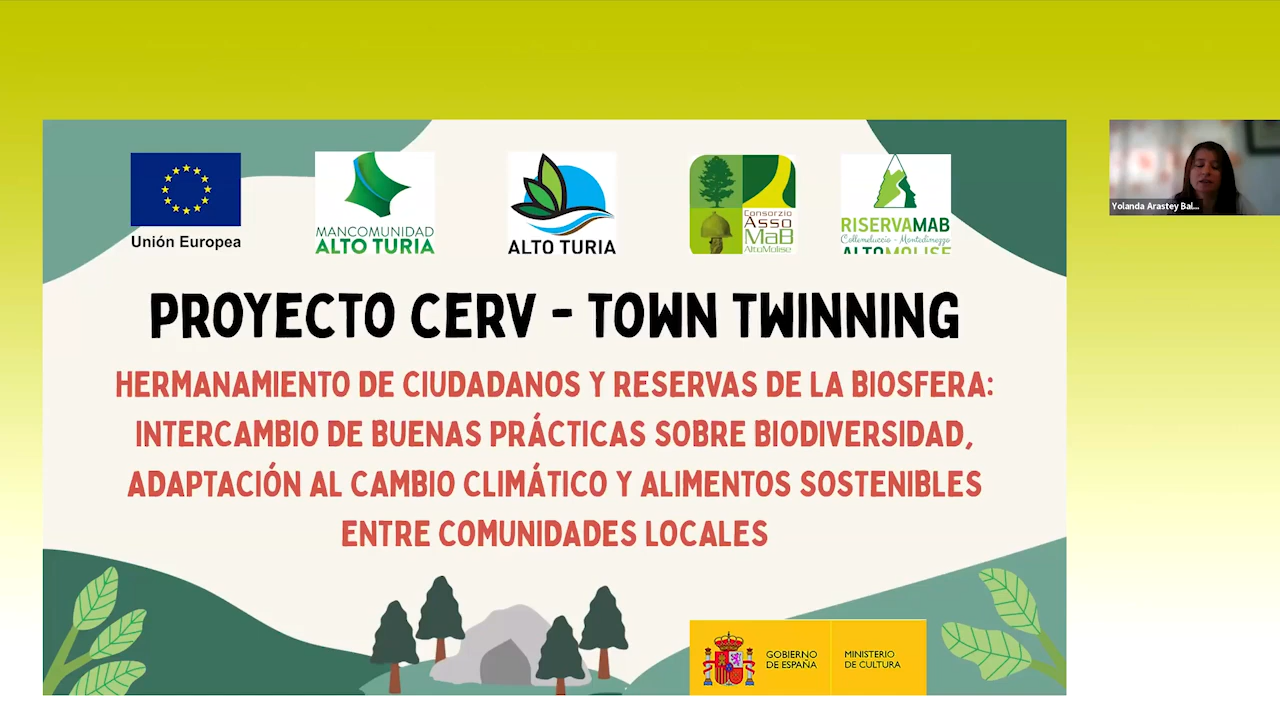 Unión Europea
MANCOMUNIDAD
ALTO TURIA
ALTO TURIA
Consorzio
Asso
MaB
AltoMolise
RISERVAMAB
Collemeluccio - Montedimezzo
ALTOMOLISE
Yolanda Arastey Bal...
PROYECTO CERV - TOWN TWINNING
HERMANAMIENTO DE CIUDADANOS Y RESERVAS DE LA BIOSFERA:
INTERCAMBIO DE BUENAS PRÁCTICAS SOBRE BIODIVERSIDAD,
ADAPTACIÓN AL CAMBIO CLIMÁTICO Y ALIMENTOS SOSTENIBLES
ENTRE COMUNIDADES LOCALES
GOBIERNO
DE ESPAÑA
MINISTERIO
DE CULTURA